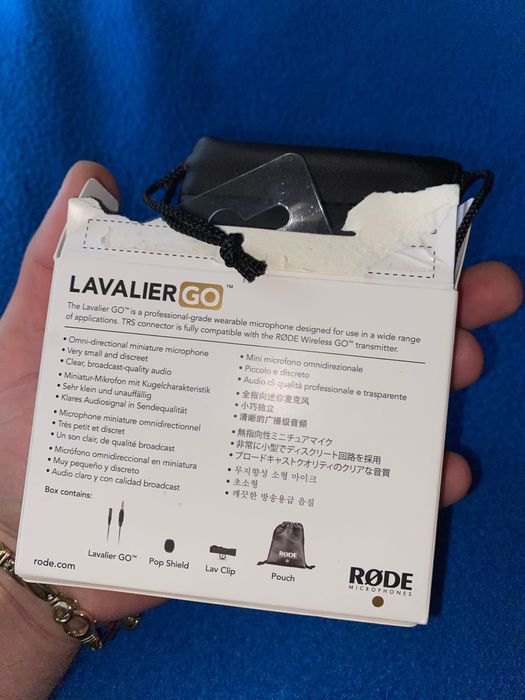 LAVALIER GO™
The Lavalier GO™ is a professional-grade wearable microphone designed for use in a wide range
of applications. TRS connector is fully compatible with the RØDE Wireless GO™ transmitter.
• Omni-directional miniature microphone
• Very small and discreet
• Clear, broadcast-quality audio
• Miniatur-Mikrofon mit Kugelcharakteristik
• Sehr klein und unauffällig
• Klares Audiosignal in Sendequalität
• Microphone miniature omnidirectionnel
• Très petit et discret
• Un son clair, de qualité broadcast
• Micrófono omnidireccional en miniatura
• Muy pequeño y discreto
• Audio claro y con calidad broadcast
• Mini microfono omnidirezionale
• Piccolo e discreto
• Audio di qualità professionale e trasparente
• 全指向迷你麦克风
• 小巧独立
• 清晰的广播级音频
• 無指向性ミニチュアマイク
• 非常に小型でディスクリート回路を採用
• ブロードキャストクオリティのクリアな音質
• 무지향성 소형 마이크
• 초소형
• 깨끗한 방송용급 음질
Box contains:
Lavalier GO™
Pop Shield
Lav Clip
RØDE
Pouch
rode.com
RØDE
MICROPHONES